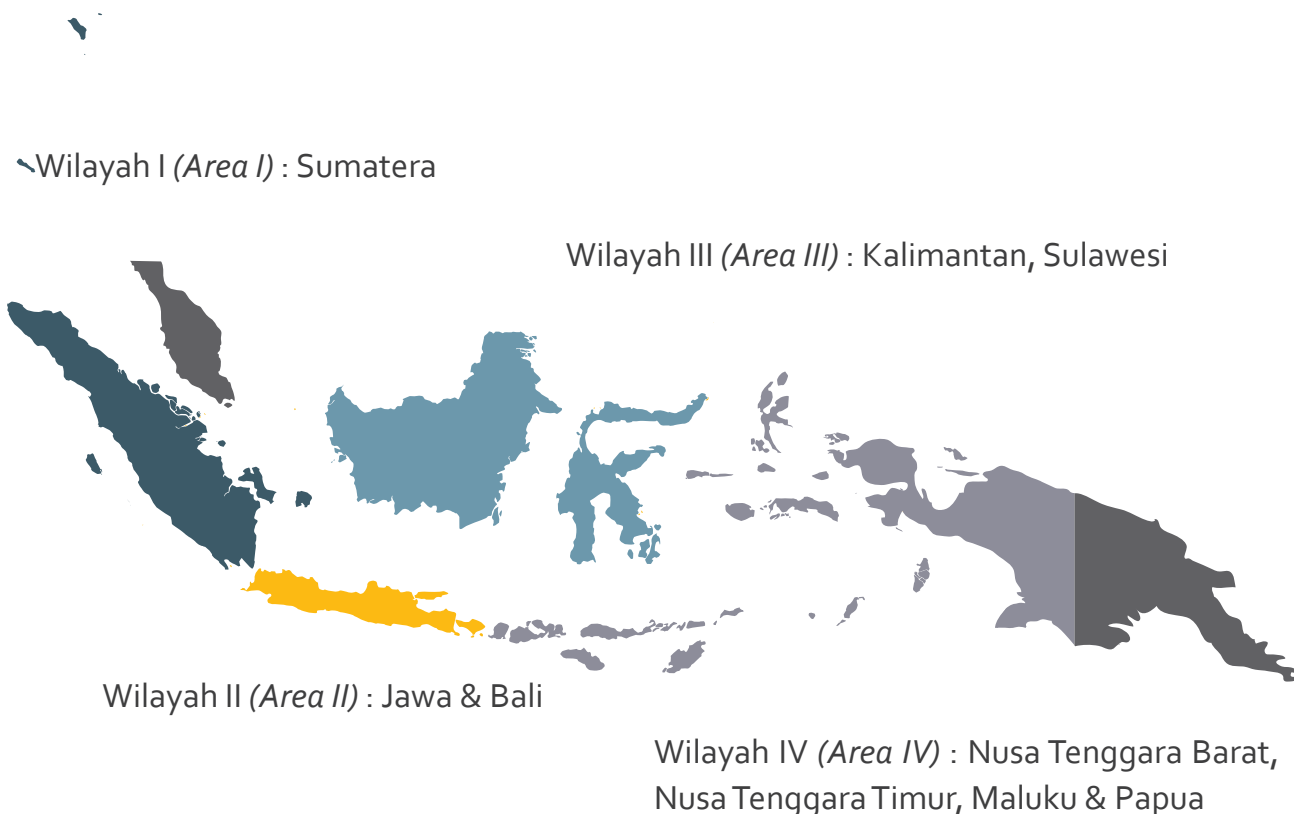 Wilayah I (Area I) : Sumatera
Wilayah III (Area III) : Kalimantan, Sulawesi
Wilayah II (Area II) : Jawa & Bali
Wilayah IV (Area IV) : Nusa Tenggara Barat,
Nusa Tenggara Timur, Maluku & Papua